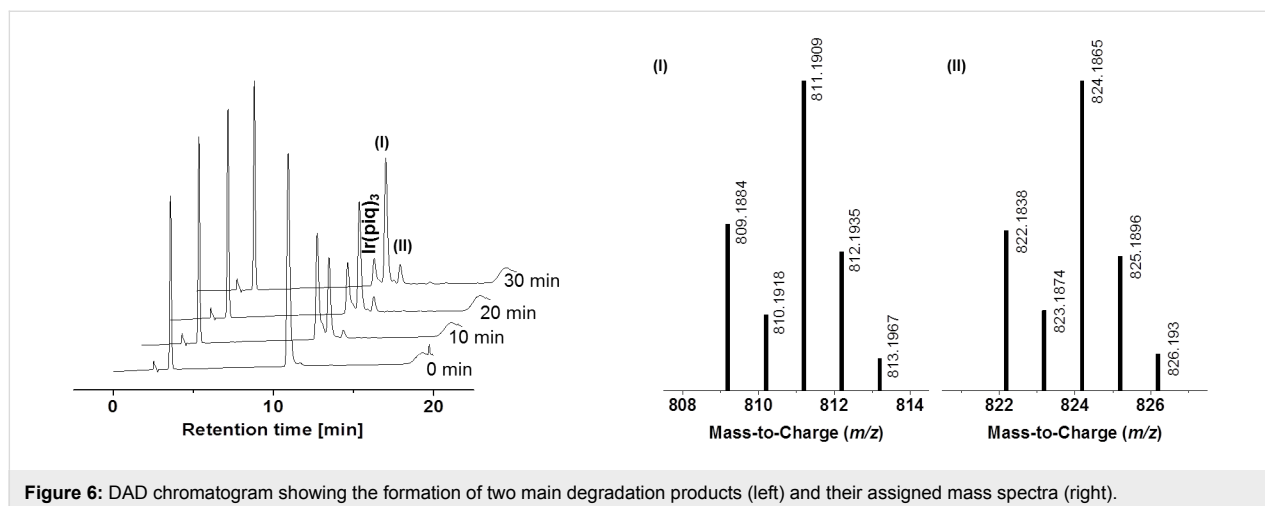 (I)
Ir(piq)3
(II)
30 min
20 min
10 min
0 min
0
10
20
Retention time [min]
(I)
809.1884
810.1918
811.1909
812.1935
813.1967
808
810
812
814
Mass-to-Charge (m/z)
(II)
822.1838
823.1874
824.1865
825.1896
826.193
822
824
826
Mass-to-Charge (m/z)
Figure 6: DAD chromatogram showing the formation of two main degradation products (left) and their assigned mass spectra (right).